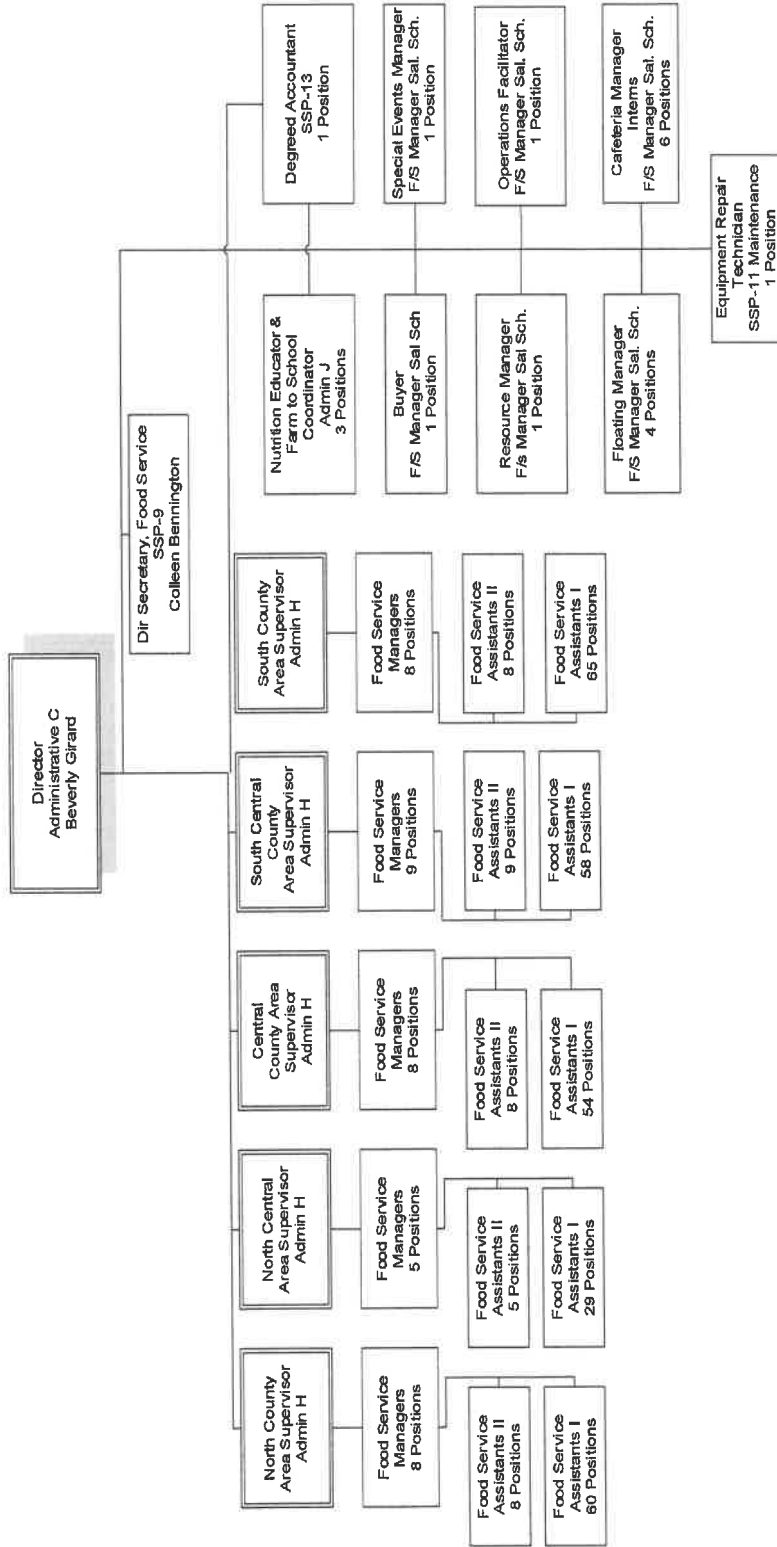 Director
Administrative C
Beverly Girard
Dir Secretary, Food Service
SSP-9
Colleen Bennington
North County
Area Supervisor
Admin H
Food Service
Managers
8 Positions
Food Service
Assistants II
8 Positions
Food Service
Assistants I
60 Positions
North Central
Area Supervisor
Admin H
Food Service
Managers
5 Positions
Food Service
Assistants II
5 Positions
Food Service
Assistants I
29 Positions
Central
County Area
Supervisor
Admin H
Food Service
Managers
8 Positions
Food Service
Assistants II
8 Positions
Food Service
Assistants I
54 Positions
South Central
County
Area Supervisor
Admin H
Food Service
Managers
9 Positions
Food Service
Assistants II
9 Positions
Food Service
Assistants I
58 Positions
South County
Area Supervisor
Admin H
Food Service
Managers
8 Positions
Food Service
Assistants II
8 Positions
Food Service
Assistants I
65 Positions
Nutrition Educator &
Farm to School
Coordinator
Admin J
3 Positions
Degreed Accountant
SSP-13
1 Position
Buyer
F/S Manager Sal Sch
1 Position
Special Events Manager
F/S Manager Sal. Sch.
1 Position
Resource Manager
F/s Manager Sal. Sch.
1 Position
Operations Facilitator
F/S Manager Sal. Sch.
1 Position
Floating Manager
F/S Manager Sal. Sch.
4 Positions
Cafeteria Manager
Interns
F/S Manager Sal. Sch.
6 Positions
Equipment Repair
Technician
SSP-11 Maintenance
1 Position